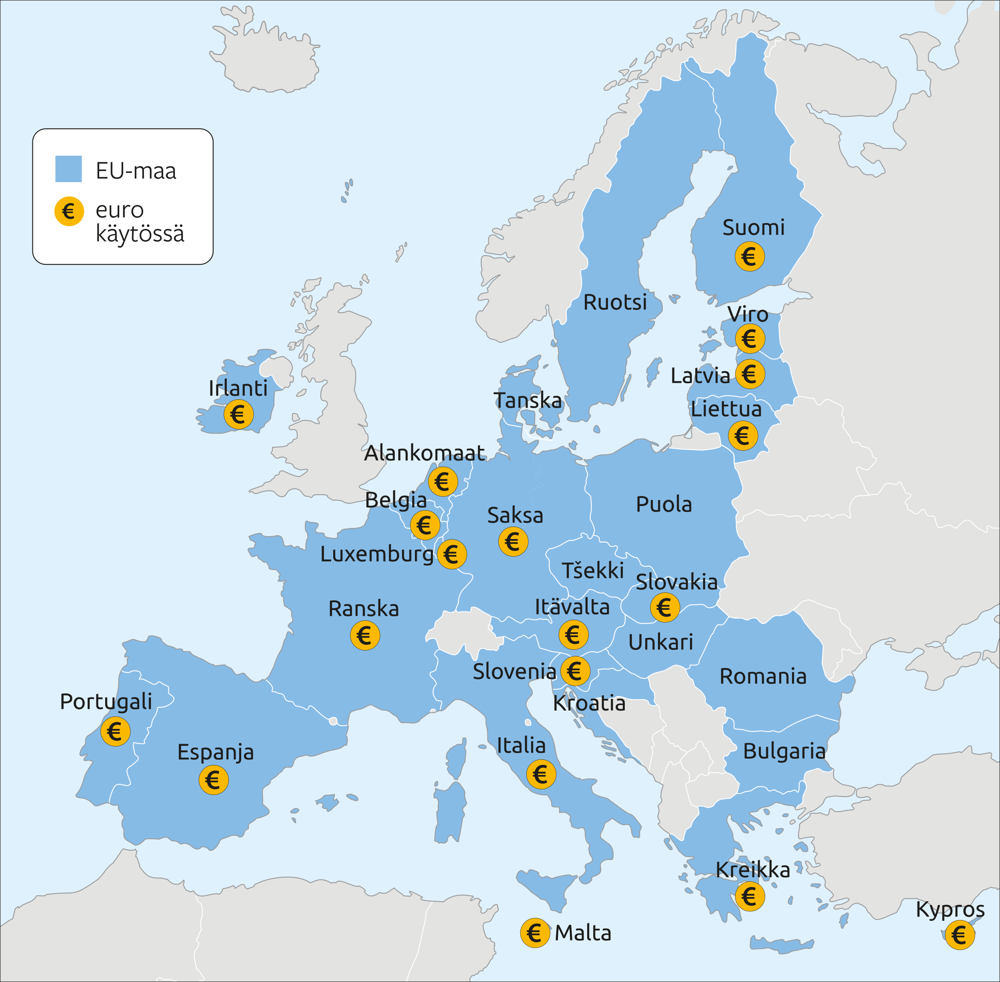 EU-maa
€ euro
käytössä
Suomi
€
Ruotsi
Viro
€
Latvia €
Irlanti
€
Tanska
Liettua
€
Alankomaat
€
Belgia
€
Puola
Saksa
€
Luxemburg €
Tšekki
Slovakia
€
Ranska
€
Itävalta
€
Unkari
Slovenia €
Romania
Portugali
€
Kroatia
Espanja
€
Italia
€
Bulgaria
Kreikka
€
Kypros
€
€ Malta